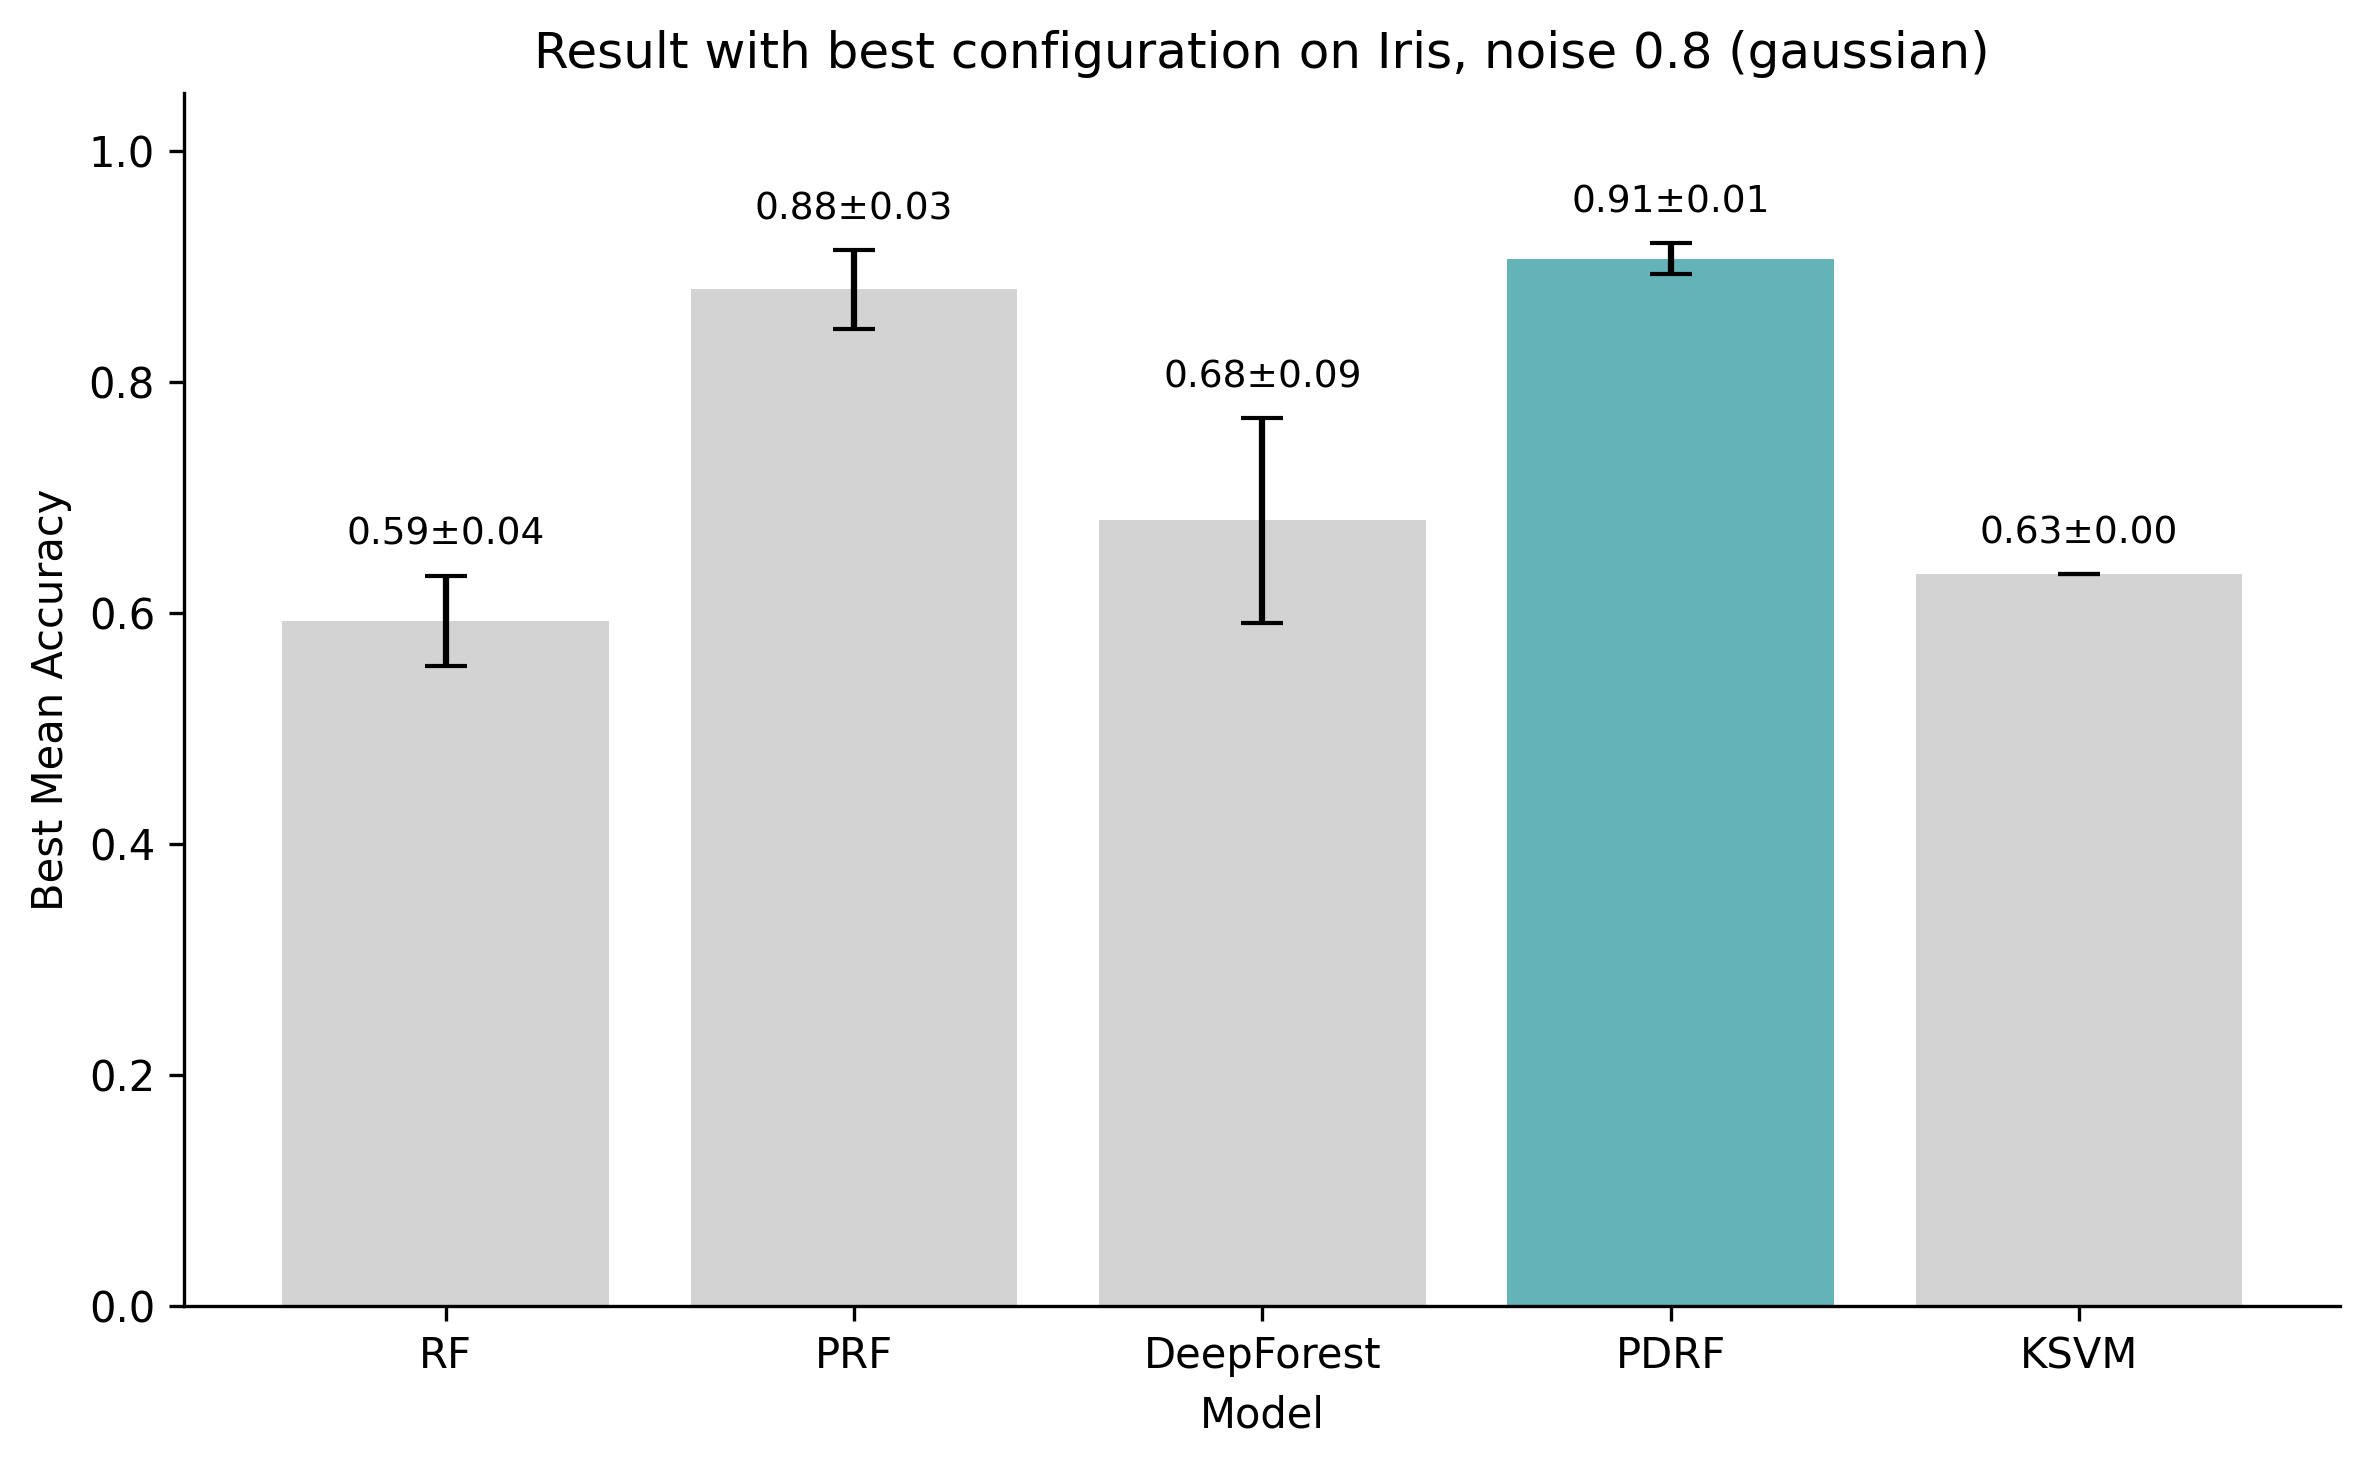 Result with best configuration on Iris, noise 0.8 (gaussian)
Best Mean Accuracy
1.0
0.8
0.6
0.4
0.2
0.0
0.59±0.04
0.88±0.03
0.68±0.09
0.91±0.01
0.63±0.00
RF
PRF
DeepForest
PDRF
KSVM
Model